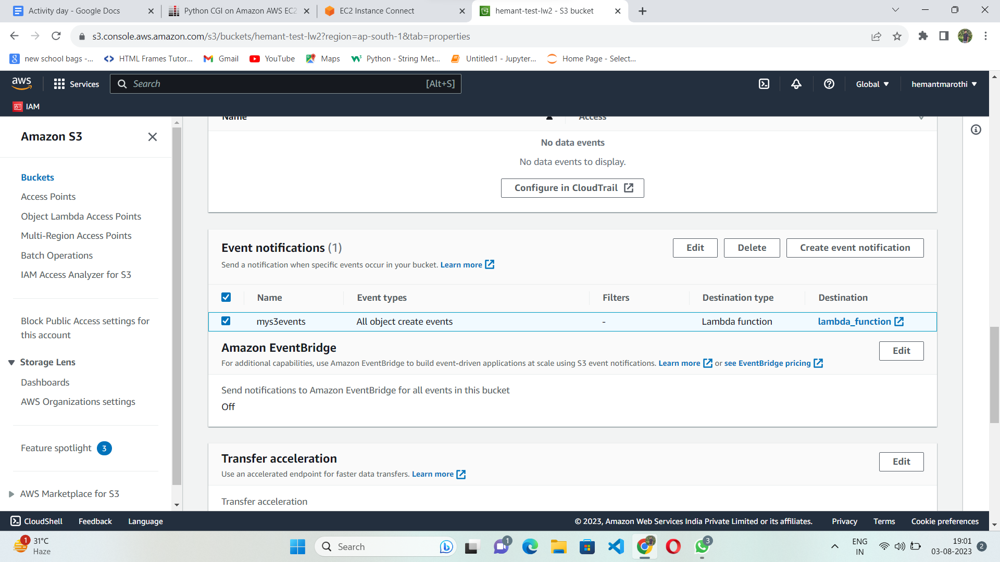 Activity day - Google Docs
Python CGI on Amazon AWS EC2
EC2 Instance Connect
hemant-test-lw2 - S3 bucket
s3.console.aws.amazon.com/s3/buckets/hemant-test-lw2?region=ap-south-1&tab=properties
new school bags -...
HTML Frames Tutor...
Gmail
YouTube
Maps
Python - String Met...
Untitled1 - Jupyter...
Home Page - Select...
aws
Services
Search
[Alt+S]
Global
hemantmarothi
IAM
Amazon S3
Buckets
Access Points
Object Lambda Access Points
Multi-Region Access Points
Batch Operations
IAM Access Analyzer for S3
Block Public Access settings for
this account
Storage Lens
Dashboards
AWS Organizations settings
Feature spotlight 3
AWS Marketplace for S3
Name Access
No data events
No data events to display.
Configure in CloudTrail
Event notifications (1)
Edit Delete Create event notification
Send a notification when specific events occur in your bucket. Learn more
Name Event types Filters Destination type Destination
mys3events All object create events - Lambda function lambda_function
Amazon EventBridge
Edit
For additional capabilities, use Amazon EventBridge to build event-driven applications at scale using S3 event notifications. Learn more or see EventBridge pricing
Send notifications to Amazon EventBridge for all events in this bucket
Off
Transfer acceleration
Edit
Use an accelerated endpoint for faster data transfers. Learn more
Transfer acceleration
CloudShell Feedback Language
© 2023, Amazon Web Services India Private Limited or its affiliates. Privacy Terms Cookie preferences
1
31°C
Haze
Search
1
3
ENG
IN
19:01
03-08-2023
2